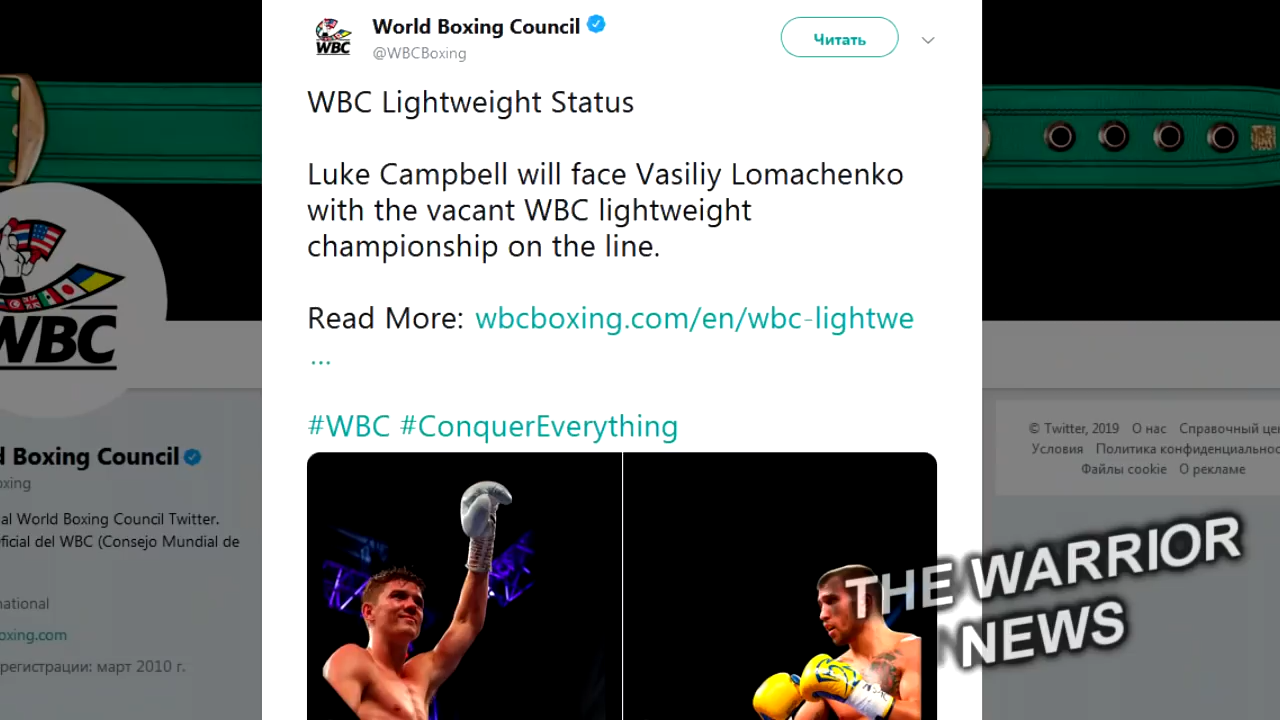 World Boxing Council
@WBCBoxing
WBC
Читать
WBC Lightweight Status
Luke Campbell will face Vasiliy Lomachenko
with the vacant WBC lightweight
championship on the line.
Read More: wbcboxing.com/en/wbc-lightwe
...
#WBC #ConquerEverything
WBC
d Boxing Council
oxing
al World Boxing Council Twitter.
ficial del WBC (Consejo Mundial de
national
oxing.com
регистрации: март 2010 г.
© Twitter, 2019 О нас Справочный цен
Условия Политика конфиденциальнос
Файлы cookie О рекламе
THE WARRIOR
NEWS